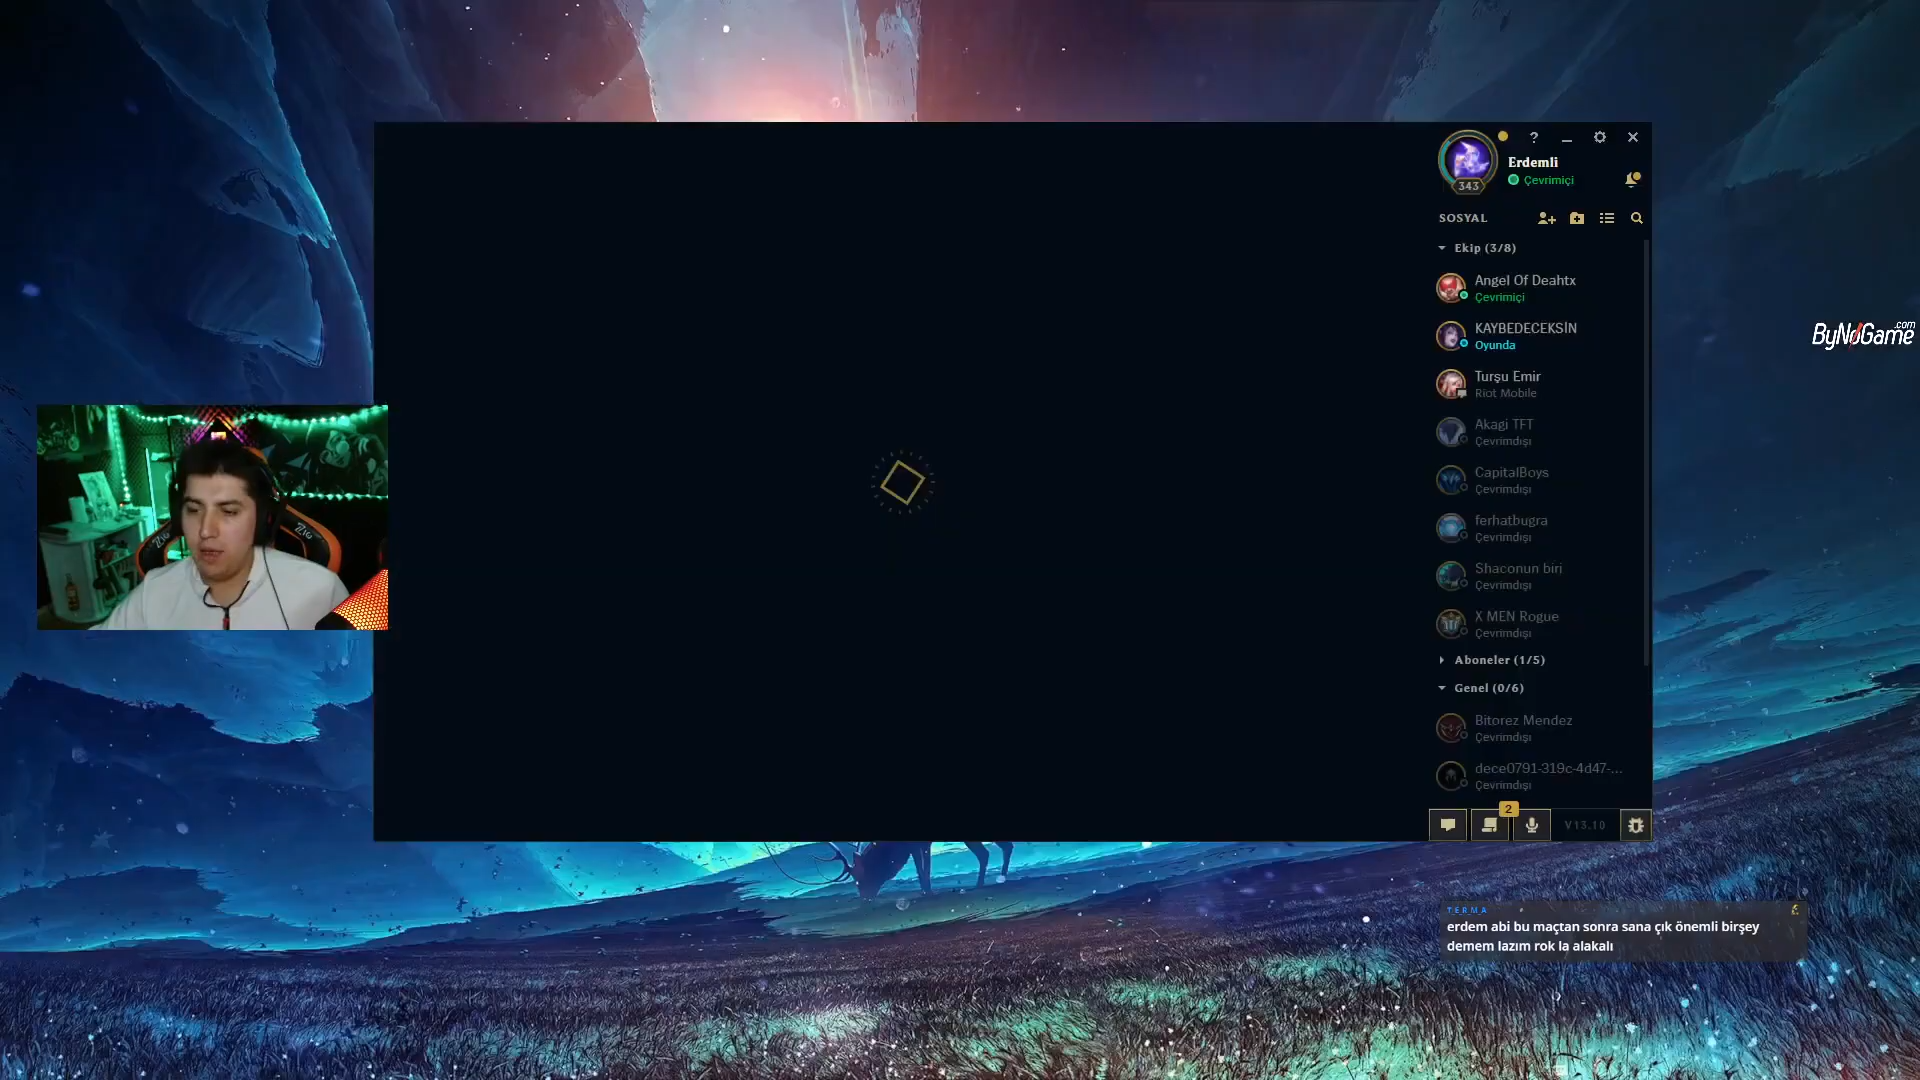 Erdemli
Çevrimiçi
343
SOSYAL
Ekip (3/8)
Angel Of Deahtx
Çevrimiçi
KAYBEDECEKSİN
Oyunda
Turşu Emir
Riot Mobile
Akagi TFT
Çevrimdışı
CapitalBoys
Çevrimdışı
ferhatbugra
Çevrimdışı
Shaconun biri
Çevrimdışı
X MEN Rogue
Çevrimdışı
Aboneler (1/5)
Genel (0/6)
Bitorez Mendez
Çevrimdışı
dece0791-319c-4d47-...
Çevrimdışı
2
V13.10
ByNoGame.com
TERMA
erdem abi bu maçtan sonra sana çık önemli birşey
demem lazım rok la alakalı